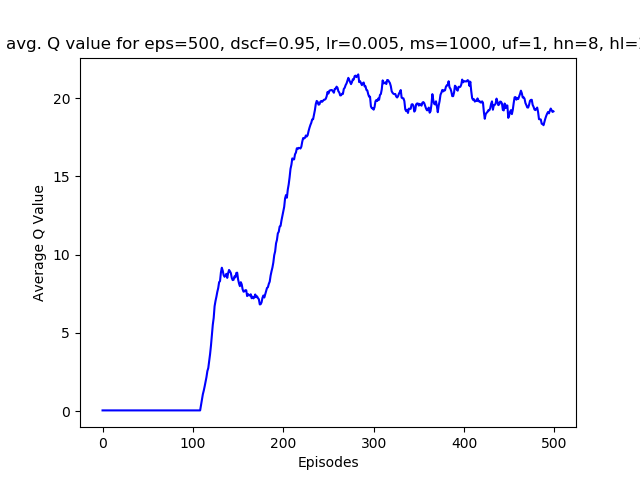 avg. Q value for eps=500, dscf=0.95, lr=0.005, ms=1000, uf=1, hn=8, hl=
20
15
10
5
0
0 100 200 300 400 500
Average Q Value
Episodes